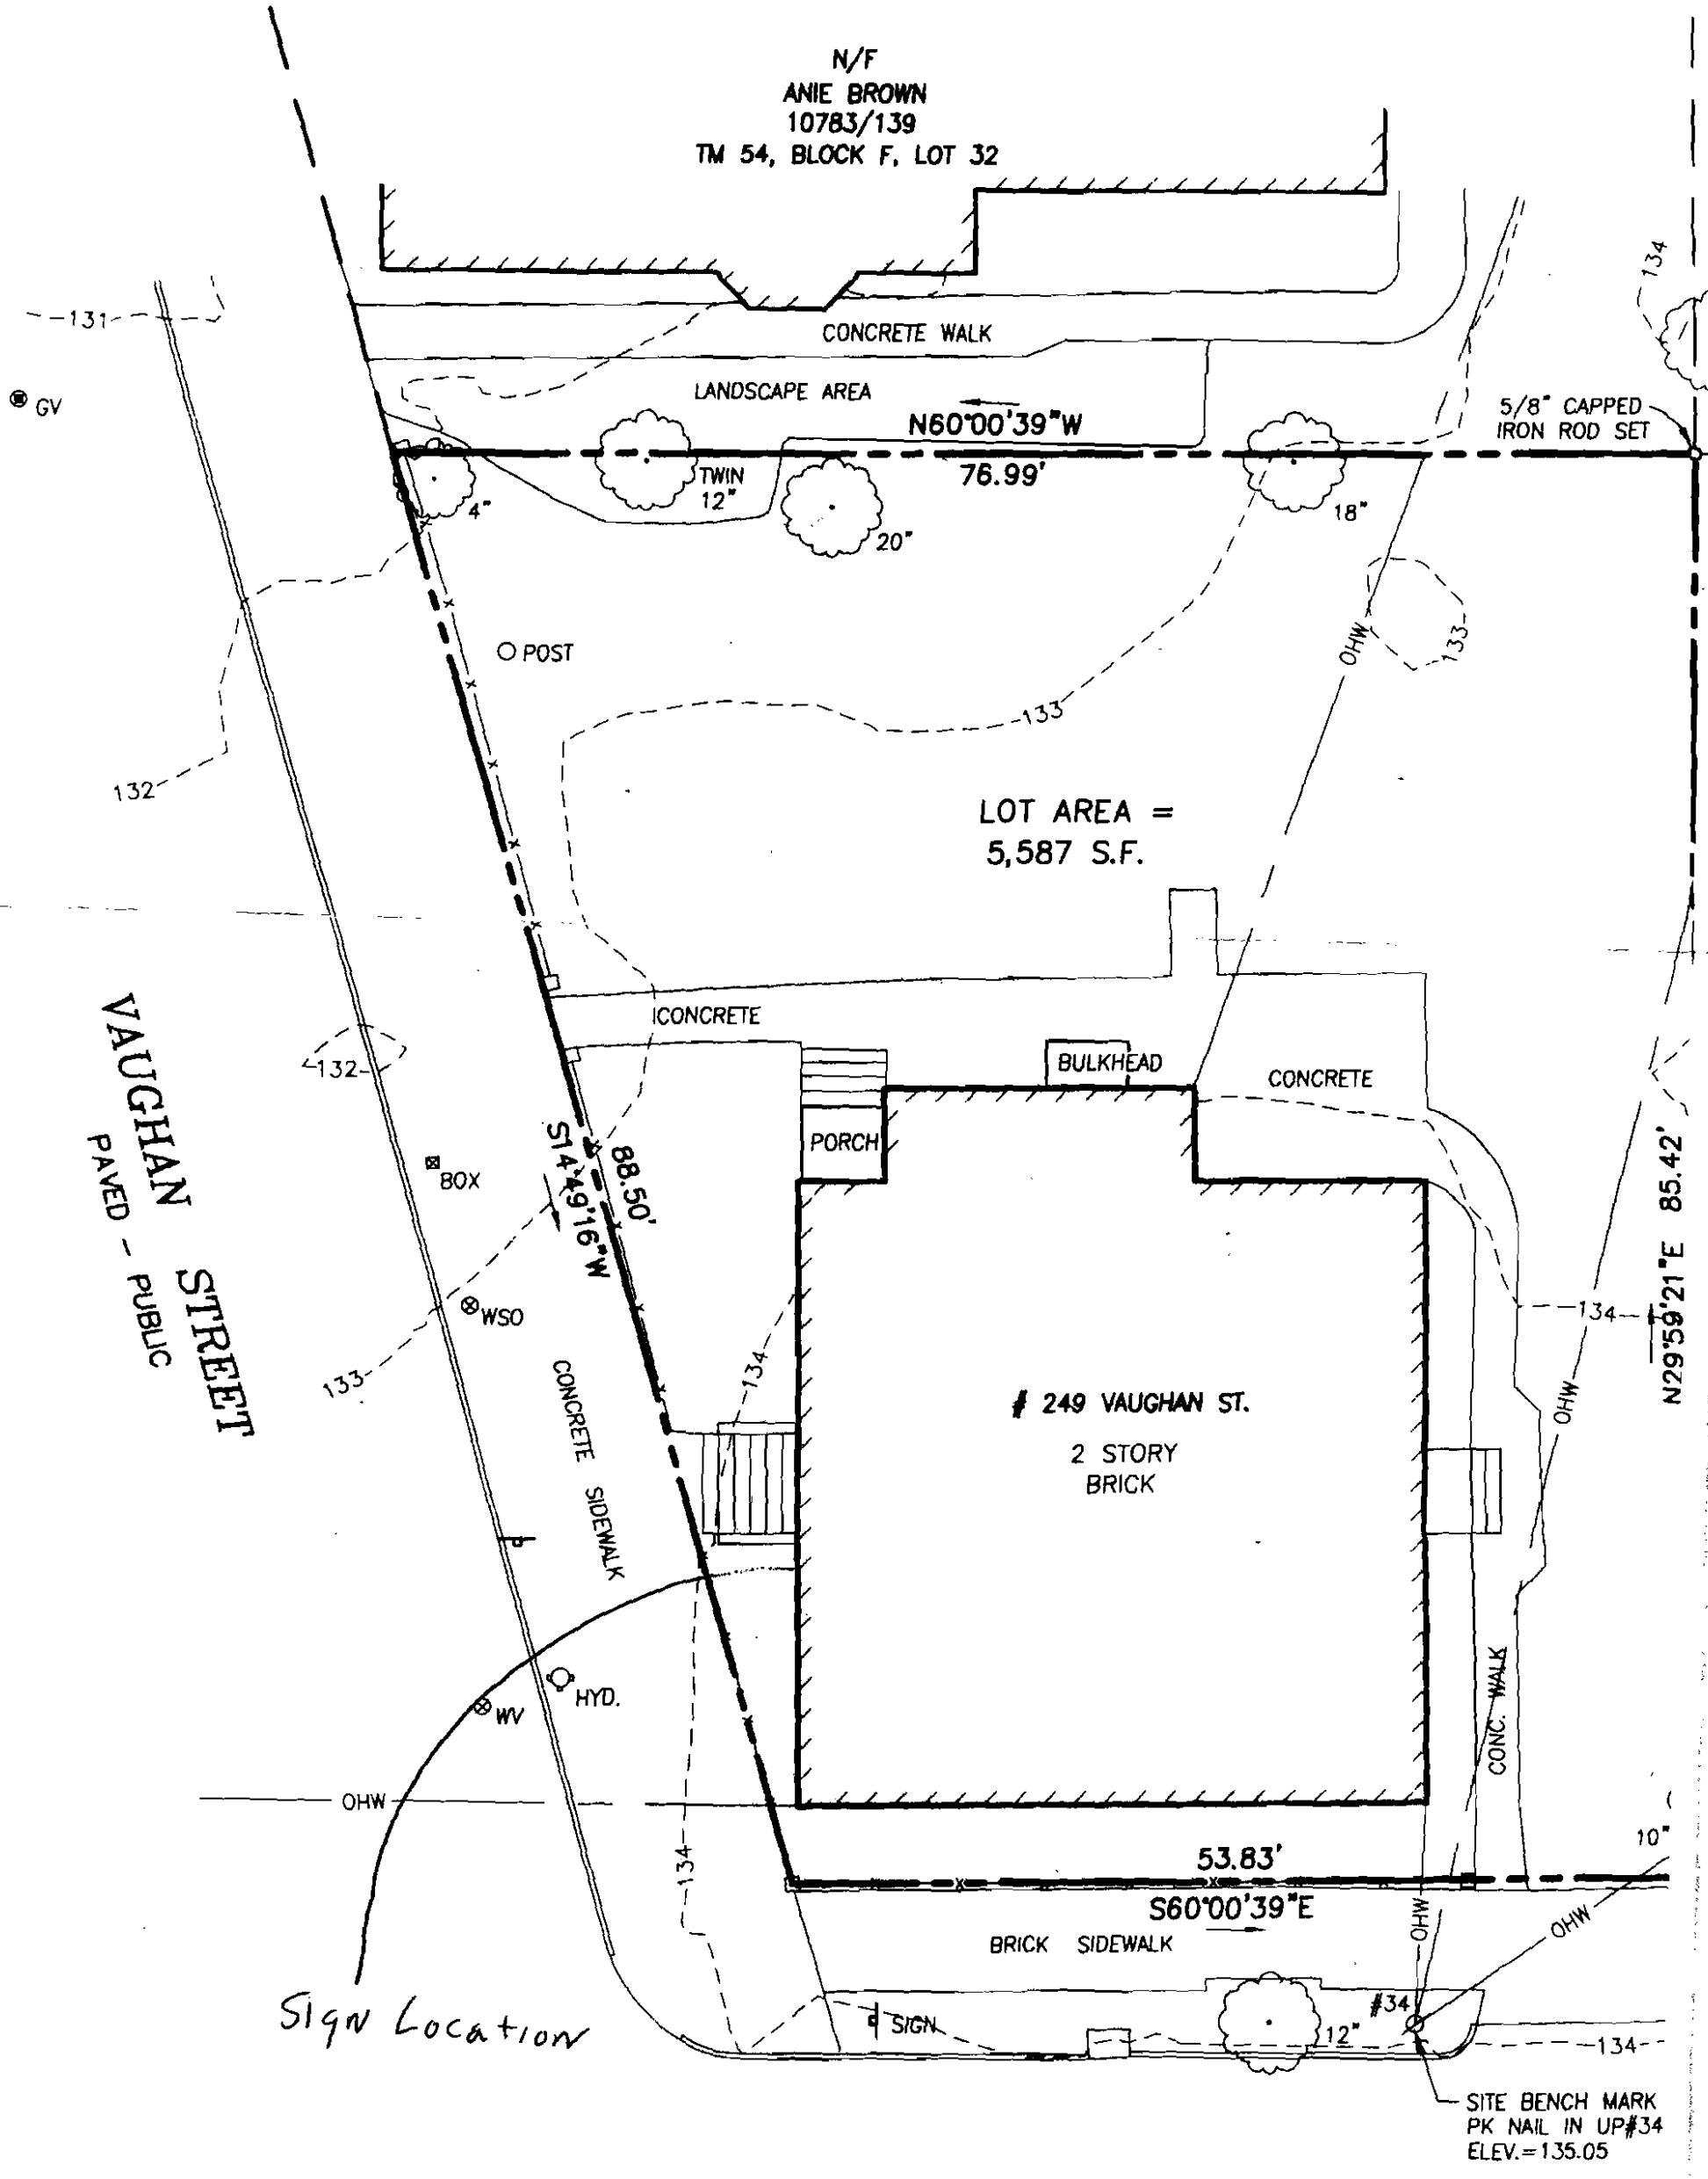 N/F
ANIE BROWN
10783/139
TM 54, BLOCK F, LOT 32
134
-131-
CONCRETE WALK
GV
LANDSCAPE AREA
5/8" CAPPED
IRON ROD SET
N60°00'39"W
76.99'
TWIN
12"
4"
20"
18"
POST
OHW
133
133
132
LOT AREA =
5,587 S.F.
CONCRETE
132
BULKHEAD
CONCRETE
PORCH
VAUGHAN STREET
PAVED - PUBLIC
BOX
88.50'
S14°49'16"W
N29°59'21"E 85.42'
WSO
134
133
134
CONCRETE SIDEWALK
# 249 VAUGHAN ST.
2 STORY
BRICK
OHW
HYD.
WV
CONC. WALK
OHW
134
10"
53.83'
S60°00'39"E
OHW
OHW
BRICK SIDEWALK
Sign Location
SIGN
#34
12"
134
SITE BENCH MARK
PK NAIL IN UP#34
ELEV.=135.05